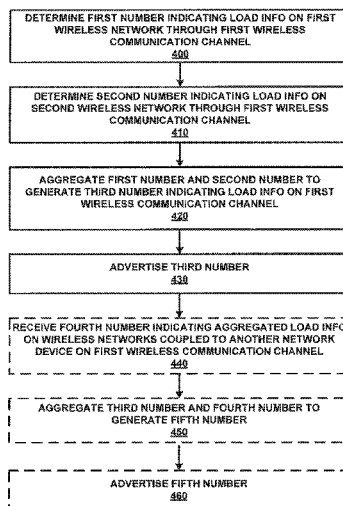 DETERMINE FIRST NUMBER INDICATING LOAD INFO ON FIRST
WIRELESS NETWORK THROUGH FIRST WIRELESS
COMMUNICATION CHANNEL
400
DETERMINE SECOND NUMBER INDICATING LOAD INFO ON
SECOND WIRELESS NETWORK THROUGH FIRST WIRELESS
COMMUNICATION CHANNEL
410
AGGREGATE FIRST NUMBER AND SECOND NUMBER TO
GENERATE THIRD NUMBER INDICATING LOAD INFO ON FIRST
WIRELESS COMMUNICATION CHANNEL
420
ADVERTISE THIRD NUMBER
430
RECEIVE FOURTH NUMBER INDICATING AGGREGATED LOAD INFO
ON WIRELESS NETWORKS COUPLED TO ANOTHER NETWORK
DEVICE ON FIRST WIRELESS COMMUNICATION CHANNEL
440
AGGREGATE THIRD NUMBER AND FOURTH NUMBER TO
GENERATE FIFTH NUMBER
450
ADVERTISE FIFTH NUMBER
460